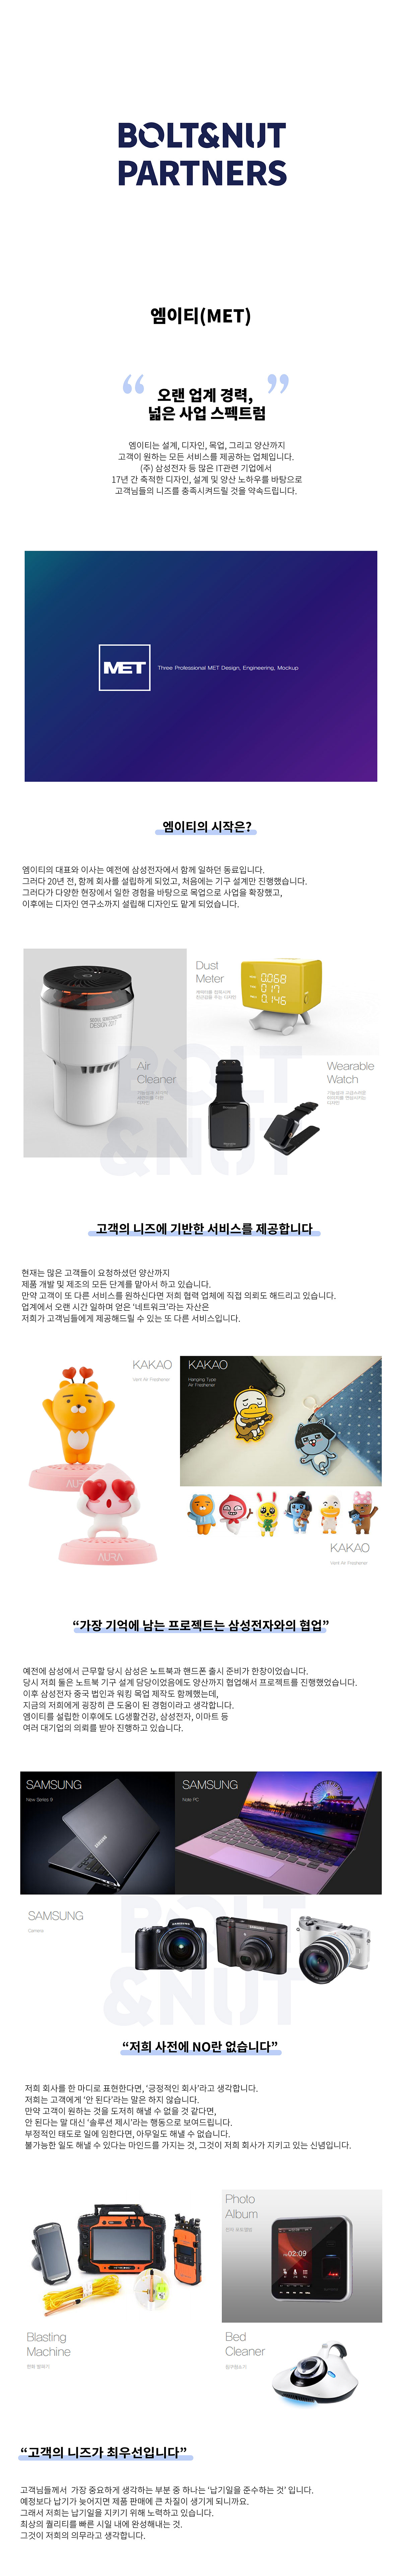 BOLT&NUT
PARTNERS
엠이티(MET)
“ 오랜 업계 경력, ”
넓은 사업 스펙트럼
엠이티는 설계, 디자인, 목업, 그리고 양산까지
고객이 원하는 모든 서비스를 제공하는 업체입니다.
(주) 삼성전자 등 많은 IT관련 기업에서
17년 간 축적한 디자인, 설계 및 양산 노하우를 바탕으로
고객님들의 니즈를 충족시켜드릴 것을 약속드립니다.
MET
Three Professional MET Design, Engineering, Mockup
엠이티의 시작은?
엠이티의 대표와 이사는 예전에 삼성전자에서 함께 일하던 동료입니다.
그러다 20년 전, 함께 회사를 설립하게 되었고, 처음에는 기구 설계만 진행했습니다.
그러다가 다양한 현장에서 일한 경험을 바탕으로 목업으로 사업을 확장했고,
이후에는 디자인 연구소까지 설립해 디자인도 맡게 되었습니다.
Dust
Meter
0.068
017
0.146
Air
Cleaner
Wearable
Watch
BOLT
&NUT
고객의 니즈에 기반한 서비스를 제공합니다
현재는 많은 고객들이 요청하셨던 양산까지
제품 개발 및 제조의 모든 단계를 맡아서 하고 있습니다.
만약 고객이 또 다른 서비스를 원하신다면 저희 협력 업체에 직접 의뢰도 해드리고 있습니다.
업계에서 오랜 시간 일하며 얻은 ‘네트워크’라는 자산은
저희가 고객님들에게 제공해드릴 수 있는 또 다른 서비스입니다.
KAKAO
Vent Air Freshener
KAKAO
Hanging Type
Air Freshener
AURA
AURA
KAKAO
Vent Air Freshener
“가장 기억에 남는 프로젝트는 삼성전자와의 협업”
예전에 삼성에서 근무할 당시 삼성은 노트북과 핸드폰 출시 준비가 한창이었습니다.
당시 저희 둘은 노트북 기구 설계 담당이었음에도 양산까지 협업해서 프로젝트를 진행했었습니다.
이후 삼성전자 중국 법인과 워킹 목업 제작도 함께했는데,
지금의 저희에게 굉장히 큰 도움이 된 경험이라고 생각합니다.
엠이티를 설립한 이후에도 LG생활건강, 삼성전자, 이마트 등
여러 대기업의 의뢰를 받아 진행하고 있습니다.
SAMSUNG
New Series 9
SAMSUNG
SAMSUNG
Note PC
SAMSUNG
Camera
SAMSUNG
BOLT
&NUT
“저희 사전에 NO란 없습니다”
저희 회사를 한 마디로 표현한다면, ‘긍정적인 회사’라고 생각합니다.
저희는 고객에게 ‘안 된다’라는 말은 하지 않습니다.
만약 고객이 원하는 것을 도저히 해낼 수 없을 것 같다면,
안 된다는 말 대신 ‘솔루션 제시’라는 행동으로 보여드립니다.
부정적인 태도로 일에 임한다면, 아무일도 해낼 수 없습니다.
불가능한 일도 해낼 수 있다는 마인드를 가지는 것, 그것이 저희 회사가 지키고 있는 신념입니다.
Photo
Album
전자 포토앨범
02:09
Blasting
Machine
Bed
Cleaner
침구청소기
“고객의 니즈가 최우선입니다”
고객님들께서 가장 중요하게 생각하는 부분 중 하나는 ‘납기일을 준수하는 것’ 입니다.
예정보다 납기가 늦어지면 제품 판매에 큰 차질이 생기게 되니까요.
그래서 저희는 납기일을 지키기 위해 노력하고 있습니다.
최상의 퀄리티를 빠른 시일 내에 완성해내는 것.
그것이 저희의 의무라고 생각합니다.